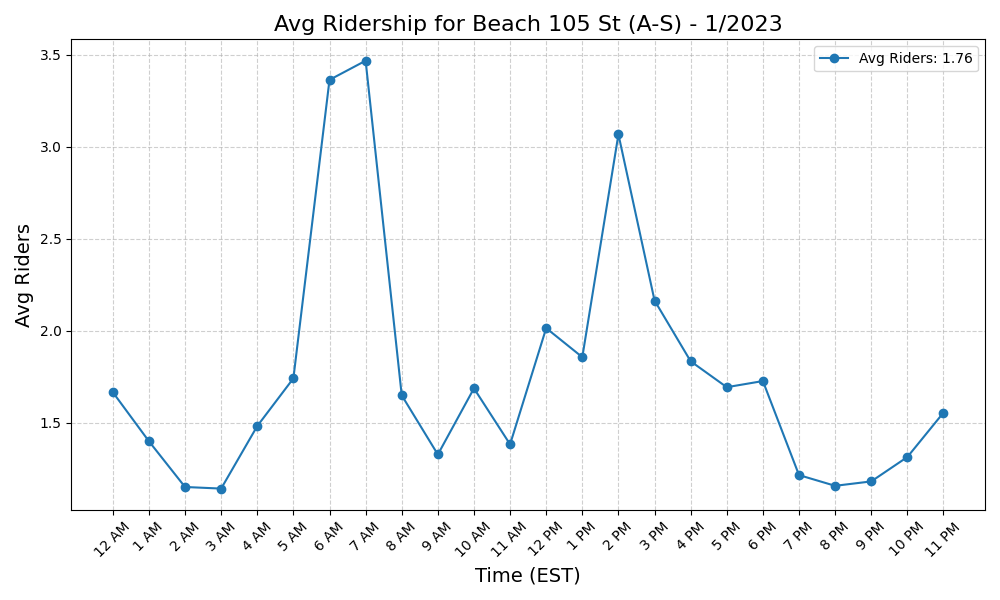 Avg Ridership for Beach 105 St (A-S) - 1/2023
Avg Riders: 1.76
Avg Riders
3.5
3.0
2.5
2.0
1.5
12 AM
1 AM
2 AM
3 AM
4 AM
5 AM
6 AM
7 AM
8 AM
9 AM
10 AM
11 AM
12 PM
1 PM
2 PM
3 PM
4 PM
5 PM
6 PM
7 PM
8 PM
9 PM
10 PM
11 PM
Time (EST)